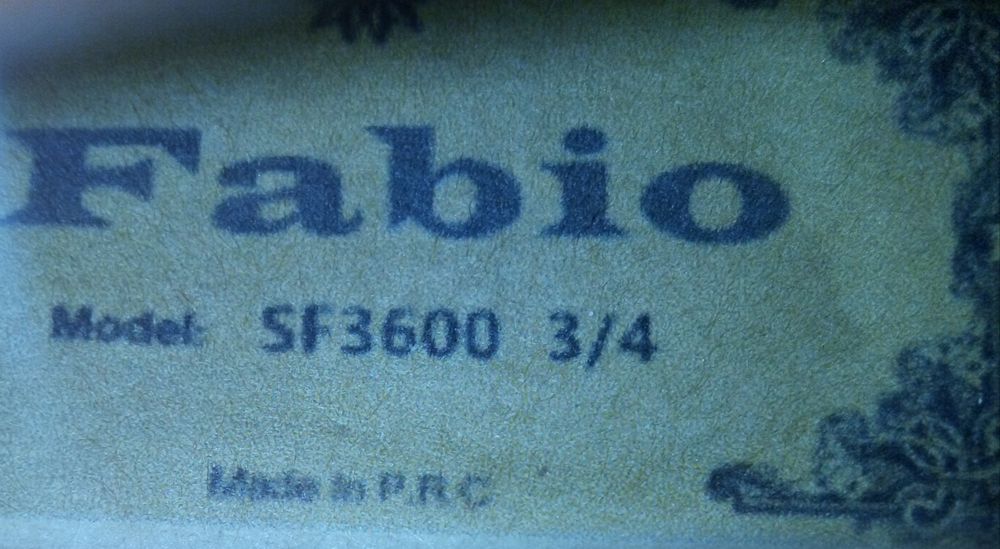 Fabio
Model: SF3600 3/4
Made in P.R.C